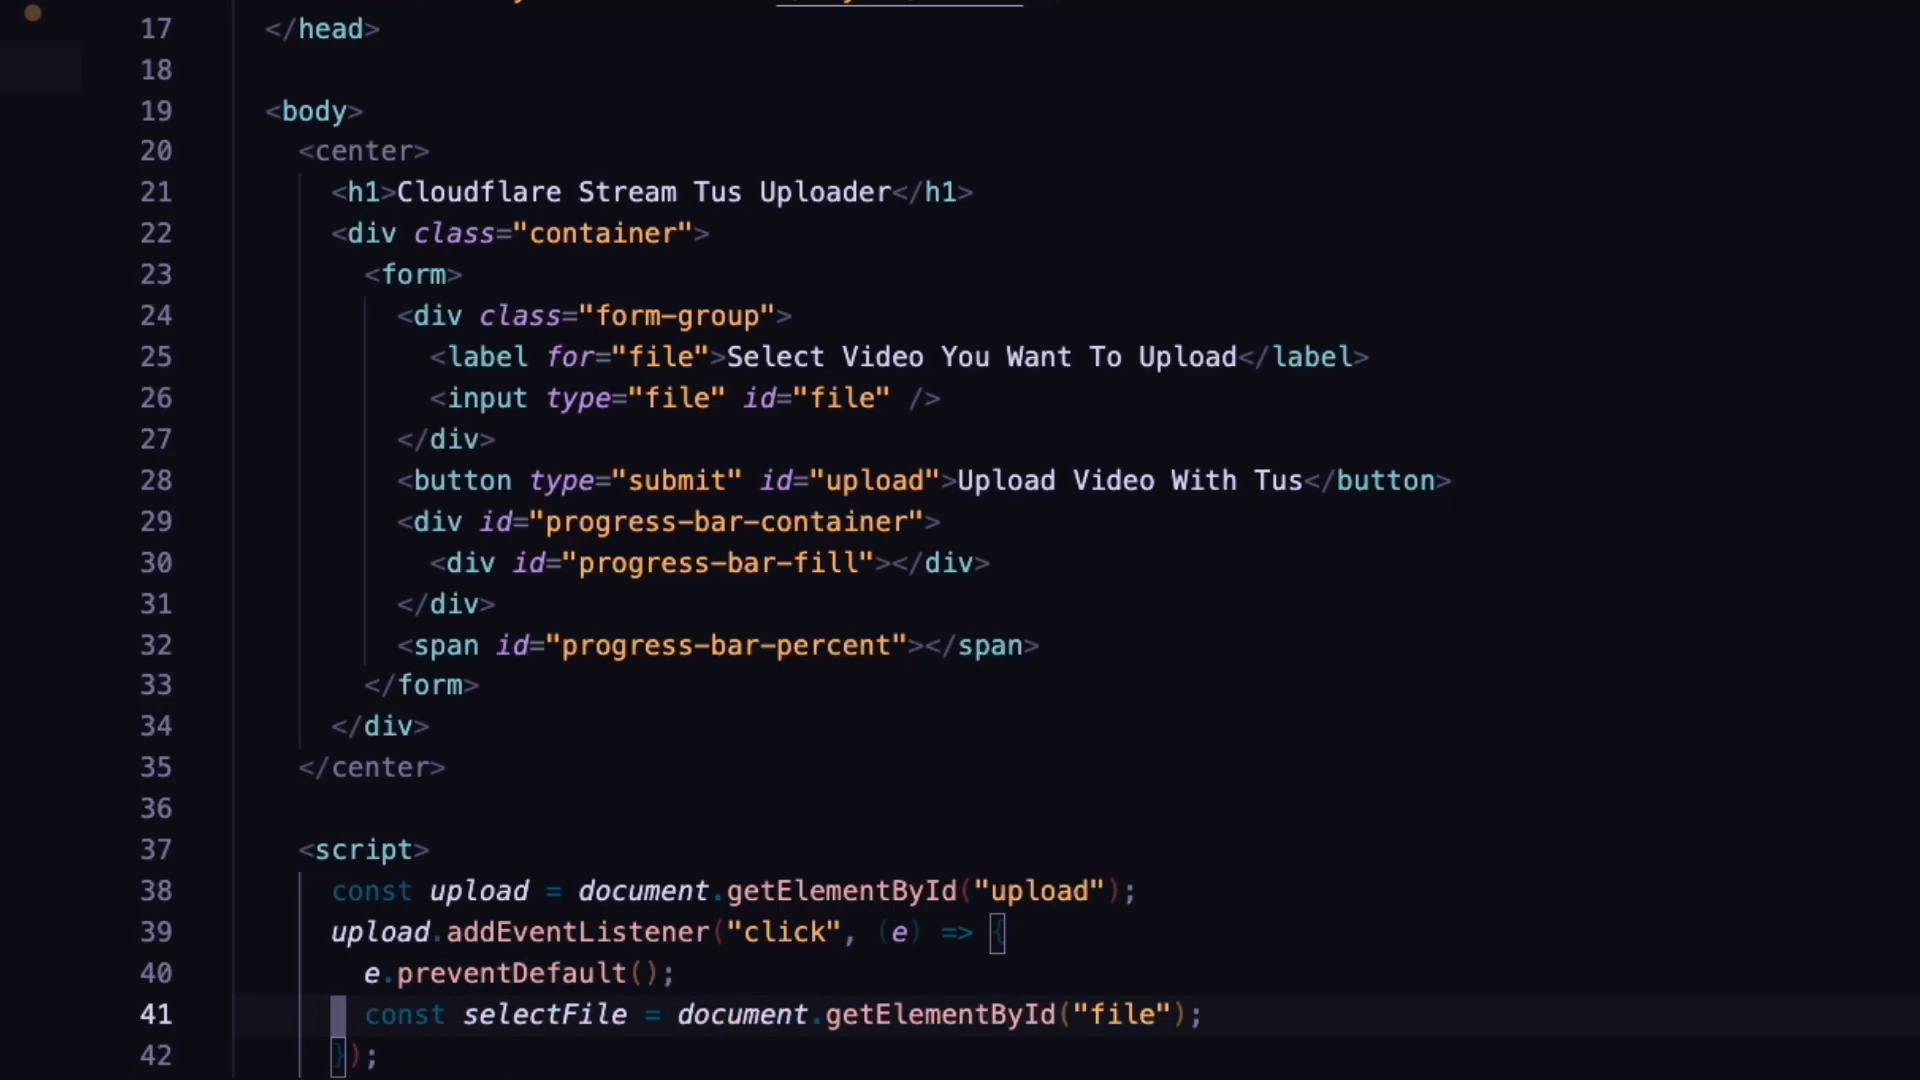 17 </head>
18
19 <body>
20 <center>
21 <h1>Cloudflare Stream Tus Uploader</h1>
22 <div class="container">
23 <form>
24 <div class="form-group">
25 <label for="file">Select Video You Want To Upload</label>
26 <input type="file" id="file" />
27 </div>
28 <button type="submit" id="upload">Upload Video With Tus</button>
29 <div id="progress-bar-container">
30 <div id="progress-bar-fill"></div>
31 </div>
32 <span id="progress-bar-percent"></span>
33 </form>
34 </div>
35 </center>
36
37 <script>
38 const upload = document.getElementById("upload");
39 upload.addEventListener("click", (e) => {
40 e.preventDefault();
41 const selectFile = document.getElementById("file");
42 });